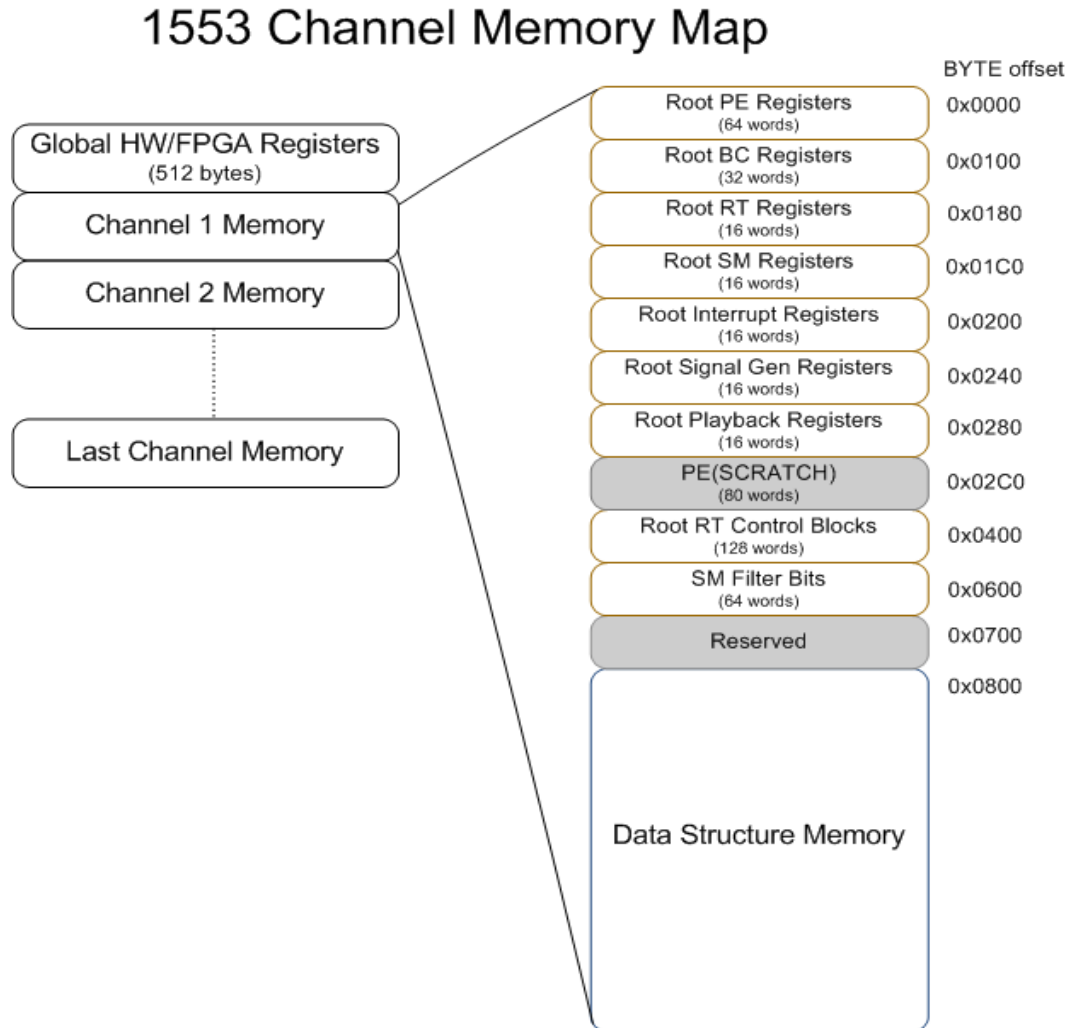 1553 Channel Memory Map
Global HW/FPGA Registers
(512 bytes)
Channel 1 Memory
Channel 2 Memory
Last Channel Memory
BYTE offset
Root PE Registers
(64 words)
0x0000
Root BC Registers
(32 words)
0x0100
Root RT Registers
(16 words)
0x0180
Root SM Registers
(16 words)
0x01C0
Root Interrupt Registers
(16 words)
0x0200
Root Signal Gen Registers
(16 words)
0x0240
Root Playback Registers
(16 words)
0x0280
PE(SCRATCH)
(80 words)
0x02C0
Root RT Control Blocks
(128 words)
0x0400
SM Filter Bits
(64 words)
0x0600
Reserved
0x0700
0x0800
Data Structure Memory